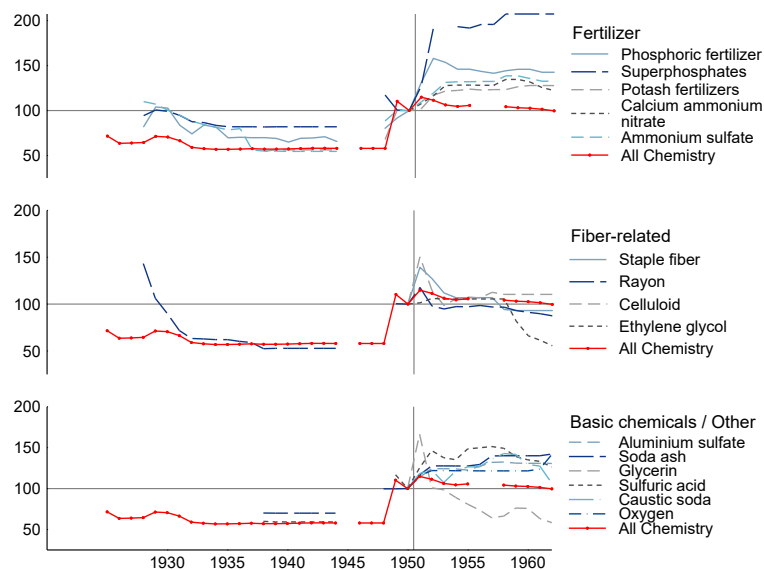 200
150
100
50
Fertilizer
Phosphoric fertilizer
Superphosphates
Potash fertilizers
Calcium ammonium
nitrate
Ammonium sulfate
All Chemistry
200
150
100
50
Fiber-related
Staple fiber
Rayon
Celluloid
Ethylene glycol
All Chemistry
200
150
100
50
Basic chemicals / Other
Aluminium sulfate
Soda ash
Glycerin
Sulfuric acid
Caustic soda
Oxygen
All Chemistry
1930 1935 1940 1945 1950 1955 1960